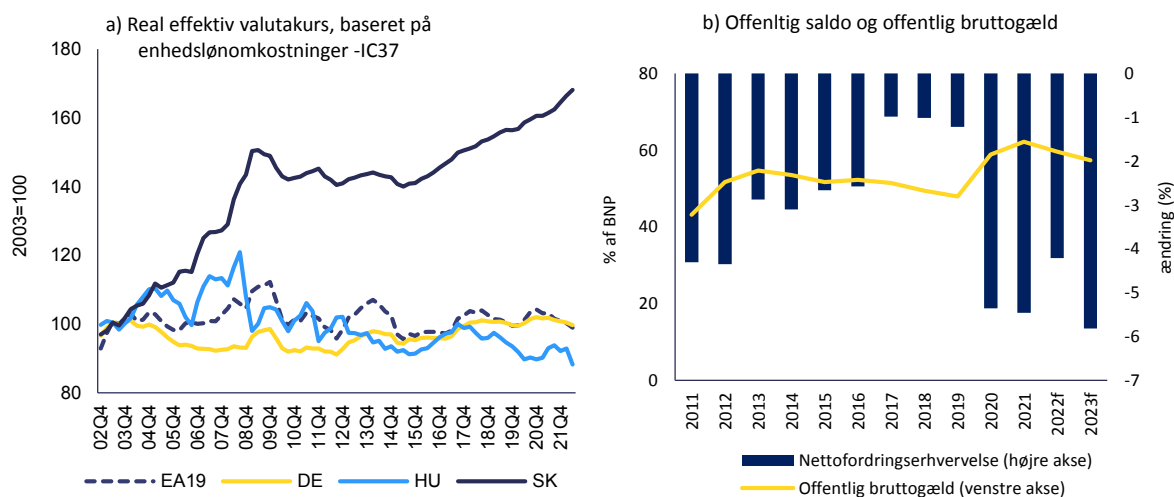 a) Real effektiv valutakurs, baseret på
enhedslønomkostninger -IC37
2003=100
180
160
140
120
100
80
02Q4
03Q4
04Q4
05Q4
06Q4
07Q4
08Q4
09Q4
10Q4
11Q4
12Q4
13Q4
14Q4
15Q4
16Q4
17Q4
18Q4
19Q4
20Q4
21Q4
EA19
DE
HU
SK
b) Offenltig saldo og offentlig bruttogæld
% af BNP
80
60
40
20
0
ændring (%)
0
-1
-2
-3
-4
-5
-6
-7
2011
2012
2013
2014
2015
2016
2017
2018
2019
2020
2021
2022f
2023f
Nettofordringserhvervelse (højre akse)
Offentlig bruttogæld (venstre akse)